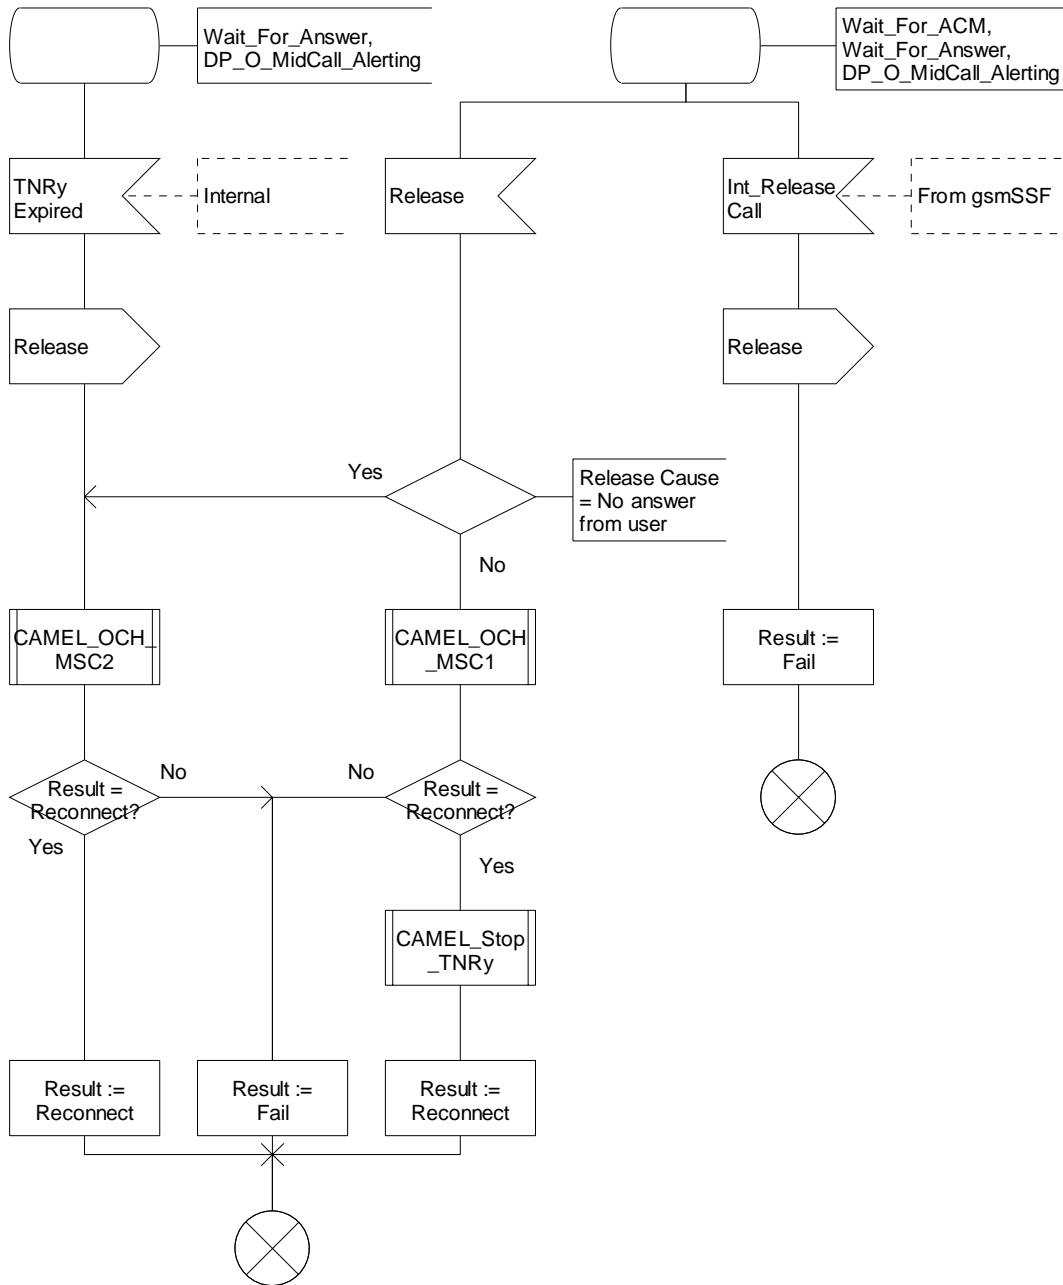 Wait_For_Answer,
DP_O_MidCall_Alerting
Wait_For_ACM,
Wait_For_Answer,
DP_O_MidCall_Alerting
TNRy
Expired
Internal
Release
Int_Release
Call
From gsmSSF
Release
Release
Yes
Release Cause
= No answer
from user
No
CAMEL_OCH_
MSC2
CAMEL_OCH
_MSC1
Result :=
Fail
Result =
Reconnect?
No
No
Result =
Reconnect?
Yes
Yes
CAMEL_Stop
_TNRy
Result :=
Reconnect
Result :=
Fail
Result :=
Reconnect